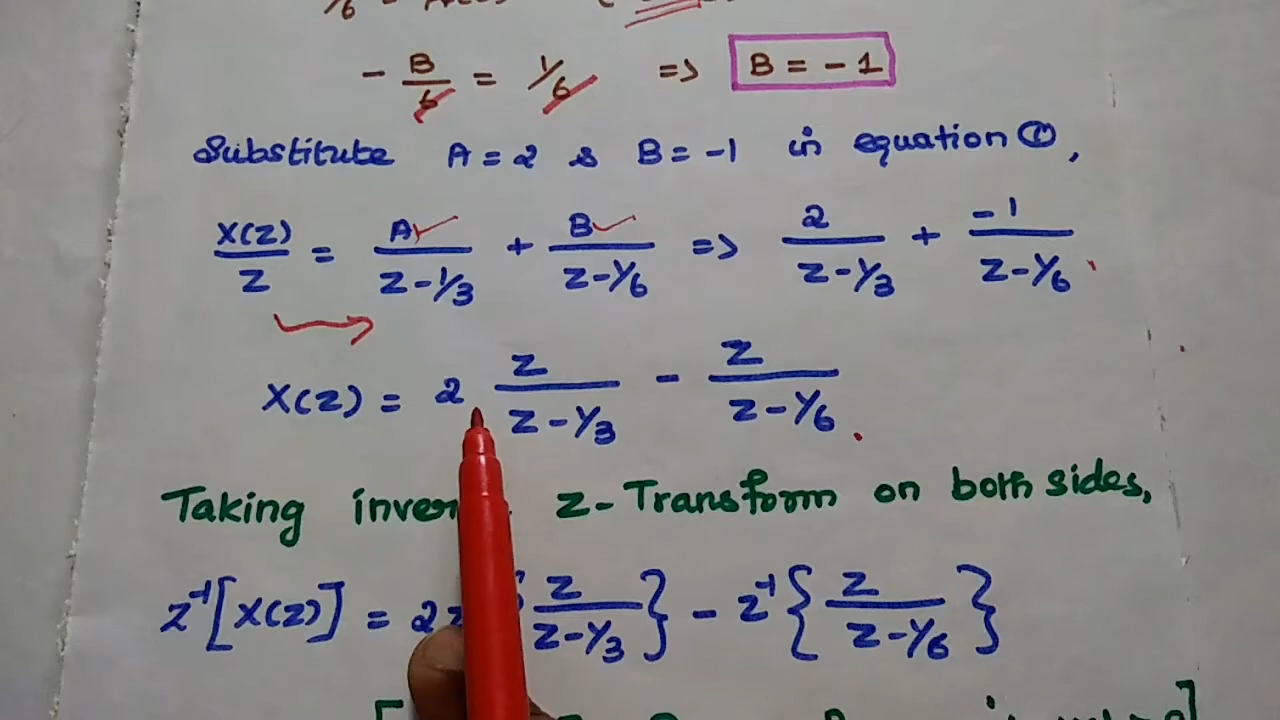 - B/6 = 1/6 => B = -1
Substitute A = 2 & B = -1 in equation ①,
X(Z)/Z = A/(Z-1/3) + B/(Z-1/6) => 2/(Z-1/3) + -1/(Z-1/6)
X(Z) = 2 Z/(Z-1/3) - Z/(Z-1/6)
Taking z-Transform on both sides,
z⁻¹[X(Z)] = 2 {Z/(Z-1/3)} - z⁻¹{Z/(Z-1/6)}